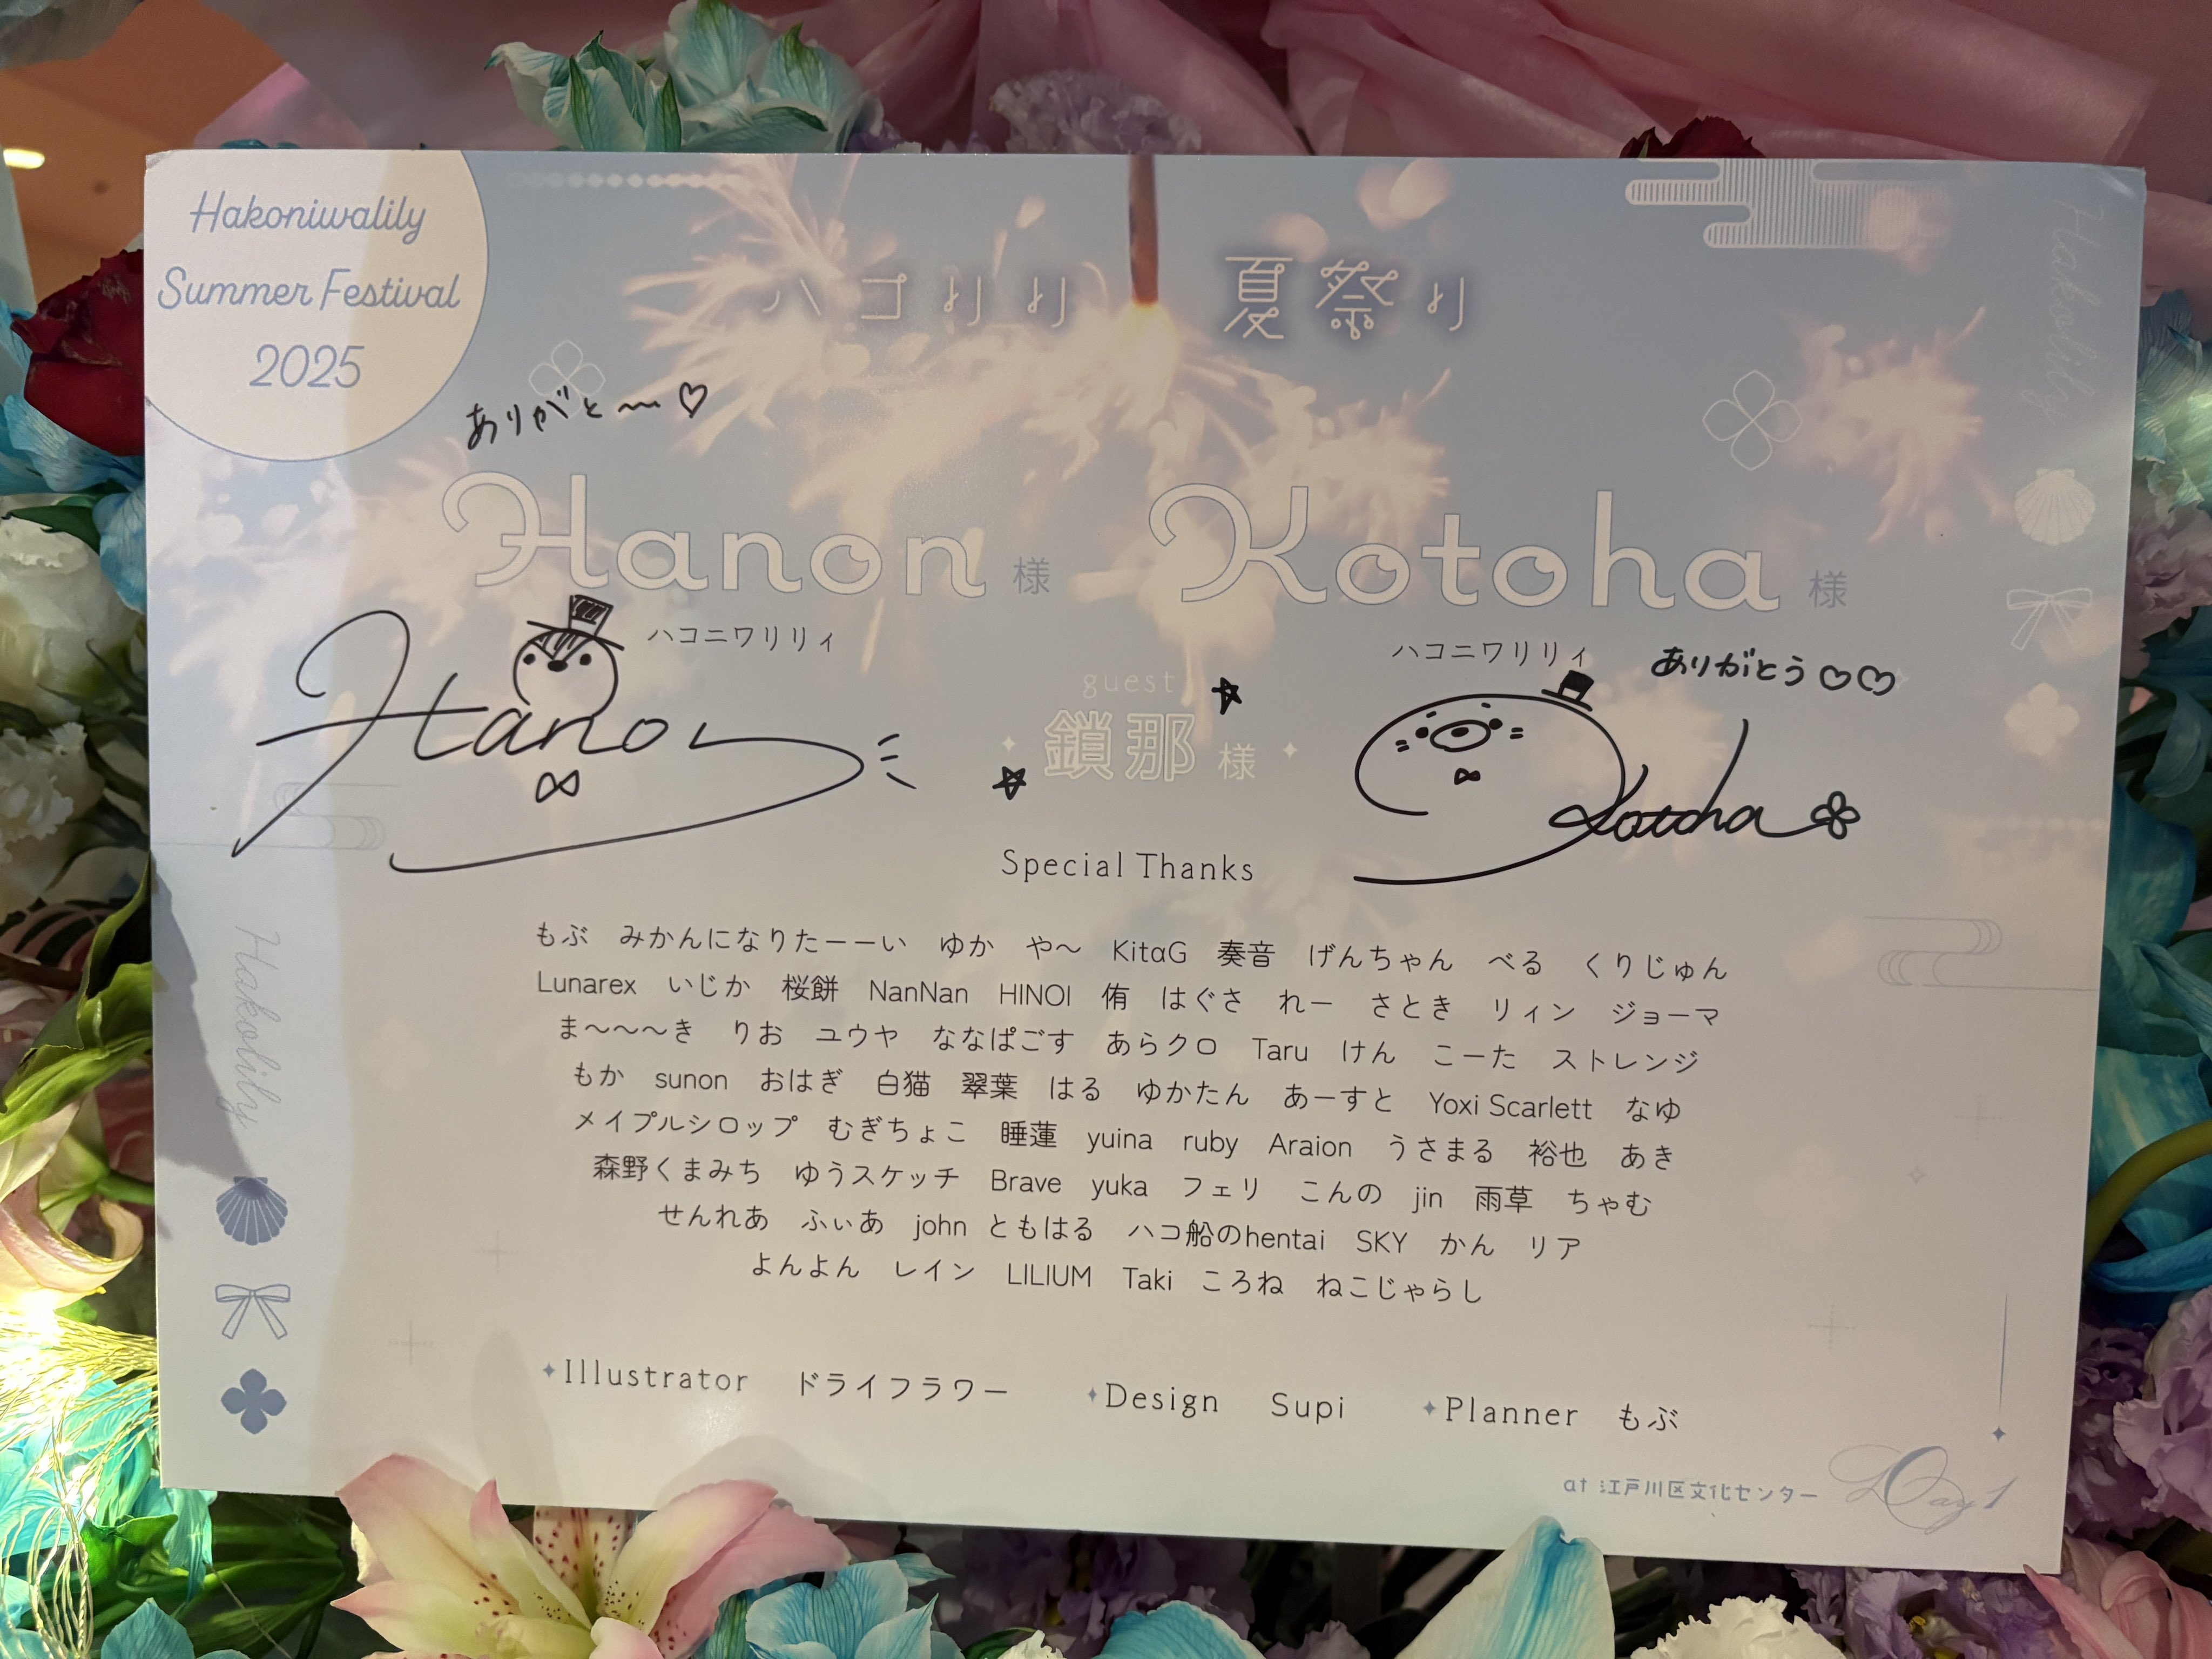 Hakoniwalily
Summer Festival
2025
ハコリリ 夏祭り
Hakolily
ありがと〜♡
Hanon 様
Kotoha 様
ハコニワリリィ
ハコニワリリィ
ありがとう♡♡
Hanon
guest
鎖那 様
Kotoha
Special Thanks
もぶ みかんになりたーーい ゆか や〜 KitαG 奏音 げんちゃん べる くりじゅん
Lunarex いじか 桜餅 NanNan HINOI 侑 はぐさ れー さとき リィン ジョーマ
ま〜〜〜き りお ユウヤ ななぱごす あらクロ Taru けん こーた ストレンジ
もか sunon おはぎ 白猫 翠葉 はる ゆかたん あーすと Yoxi Scarlett なゆ
メイプルシロップ むぎちょこ 睡蓮 yuina ruby Araion うさまる 裕也 あき
森野くまみち ゆうスケッチ Brave yuka フェリ こんの jin 雨草 ちゃむ
せんれあ ふぃあ john ともはる ハコ船のhentai SKY かん リア
よんよん レイン LILIUM Taki ころね ねこじゃらし
Hakolily
Illustrator ドライフラワー Design Supi Planner もぶ
at 江戸川区文化センター Day 1